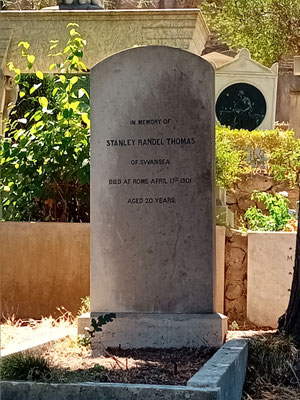 IN MEMORY OF
STANLEY RANDEL THOMAS
OF SWANSEA
DIED AT ROME APRIL 17TH 1901
AGED 20 YEARS